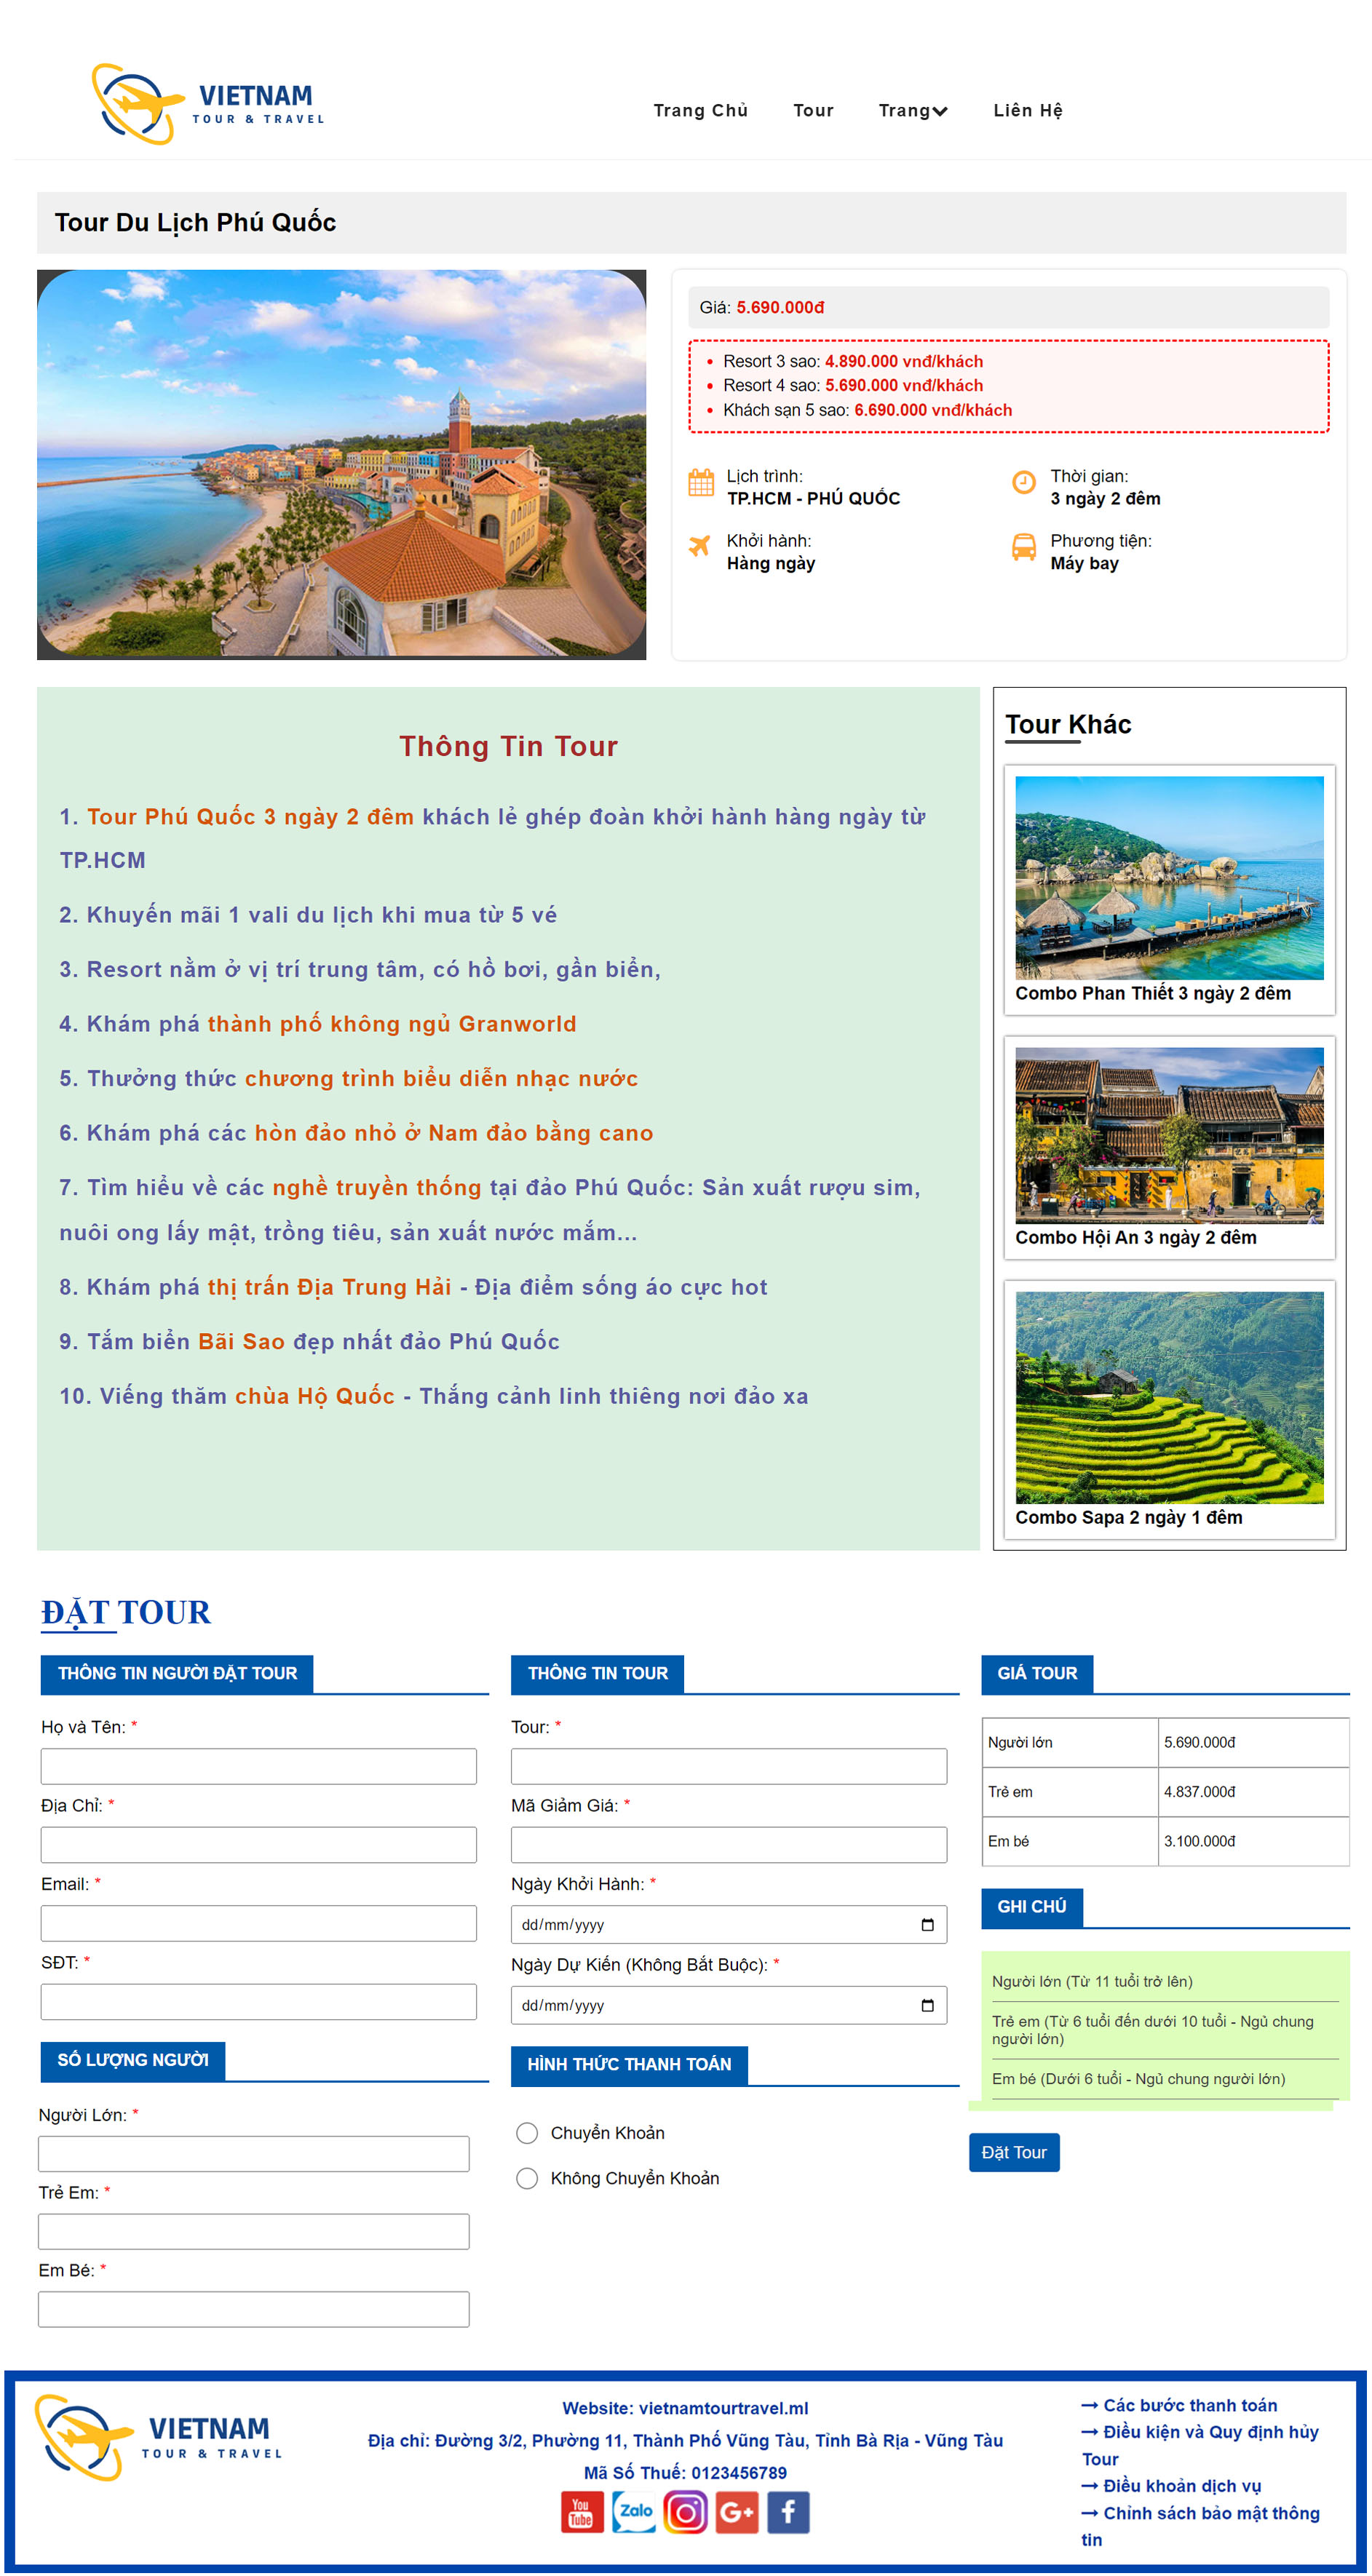 VIETNAM
TOUR & TRAVEL
Trang Chủ
Tour
Trang
Liên Hệ
Tour Du Lịch Phú Quốc
Giá: 5.690.000đ
Resort 3 sao: 4.890.000 vnđ/khách
Resort 4 sao: 5.690.000 vnđ/khách
Khách sạn 5 sao: 6.690.000 vnđ/khách
Lịch trình:
TP.HCM - PHÚ QUỐC
Thời gian:
3 ngày 2 đêm
Khởi hành:
Hàng ngày
Phương tiện:
Máy bay
Thông Tin Tour
1. Tour Phú Quốc 3 ngày 2 đêm khách lẻ ghép đoàn khởi hành hàng ngày từ
TP.HCM
2. Khuyến mãi 1 vali du lịch khi mua từ 5 vé
3. Resort nằm ở vị trí trung tâm, có hồ bơi, gần biển,
4. Khám phá thành phố không ngủ Granworld
5. Thưởng thức chương trình biểu diễn nhạc nước
6. Khám phá các hòn đảo nhỏ ở Nam đảo bằng cano
7. Tìm hiểu về các nghề truyền thống tại đảo Phú Quốc: Sản xuất rượu sim,
nuôi ong lấy mật, trồng tiêu, sản xuất nước mắm...
8. Khám phá thị trấn Địa Trung Hải - Địa điểm sống áo cực hot
9. Tắm biển Bãi Sao đẹp nhất đảo Phú Quốc
10. Viếng thăm chùa Hộ Quốc - Thắng cảnh linh thiêng nơi đảo xa
Tour Khác
Combo Phan Thiết 3 ngày 2 đêm
Combo Hội An 3 ngày 2 đêm
Combo Sapa 2 ngày 1 đêm
ĐẶT TOUR
THÔNG TIN NGƯỜI ĐẶT TOUR
Họ và Tên: *
Địa Chỉ: *
Email: *
SĐT: *
SỐ LƯỢNG NGƯỜI
Người Lớn: *
Trẻ Em: *
Em Bé: *
THÔNG TIN TOUR
Tour: *
Mã Giảm Giá: *
Ngày Khởi Hành: *
dd/mm/yyyy
Ngày Dự Kiến (Không Bắt Buộc): *
dd/mm/yyyy
HÌNH THỨC THANH TOÁN
Chuyển Khoản
Không Chuyển Khoản
GIÁ TOUR
Người lớn 5.690.000đ
Trẻ em 4.837.000đ
Em bé 3.100.000đ
GHI CHÚ
Người lớn (Từ 11 tuổi trở lên)
Trẻ em (Từ 6 tuổi đến dưới 10 tuổi - Ngủ chung
người lớn)
Em bé (Dưới 6 tuổi - Ngủ chung người lớn)
Đặt Tour
VIETNAM
TOUR & TRAVEL
Website: vietnamtourtravel.ml
Địa chỉ: Đường 3/2, Phường 11, Thành Phố Vũng Tàu, Tỉnh Bà Rịa - Vũng Tàu
Mã Số Thuế: 0123456789
You
Tube
Zalo
G+
f
→ Các bước thanh toán
→ Điều kiện và Quy định hủy
Tour
→ Điều khoản dịch vụ
→ Chỉnh sách bảo mật thông
tin